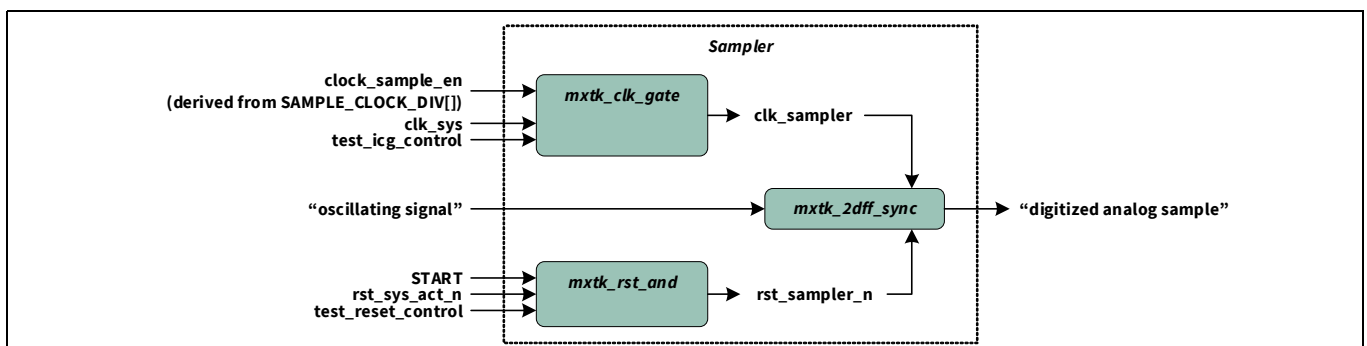 Sampler
clock_sample_en
(derived from SAMPLE_CLOCK_DIV[])
clk_sys
test_icg_control
mxtk_clk_gate
clk_sampler
“oscillating signal”
mxtk_2dff_sync
“digitized analog sample”
START
rst_sys_act_n
test_reset_control
mxtk_rst_and
rst_sampler_n